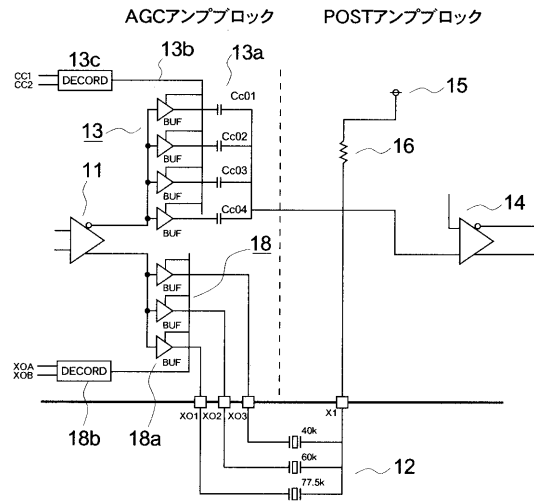 AGCアンプブロック
POSTアンプブロック
13c
13b
13a
15
CC1
CC2
DECORD
13
Cc01
BUF
16
Cc02
BUF
11
Cc03
BUF
14
Cc04
BUF
18
BUF
BUF
BUF
XOA
XOB
DECORD
18b
18a
XO1
XO2
XO3
X1
40k
60k
77.5k
12